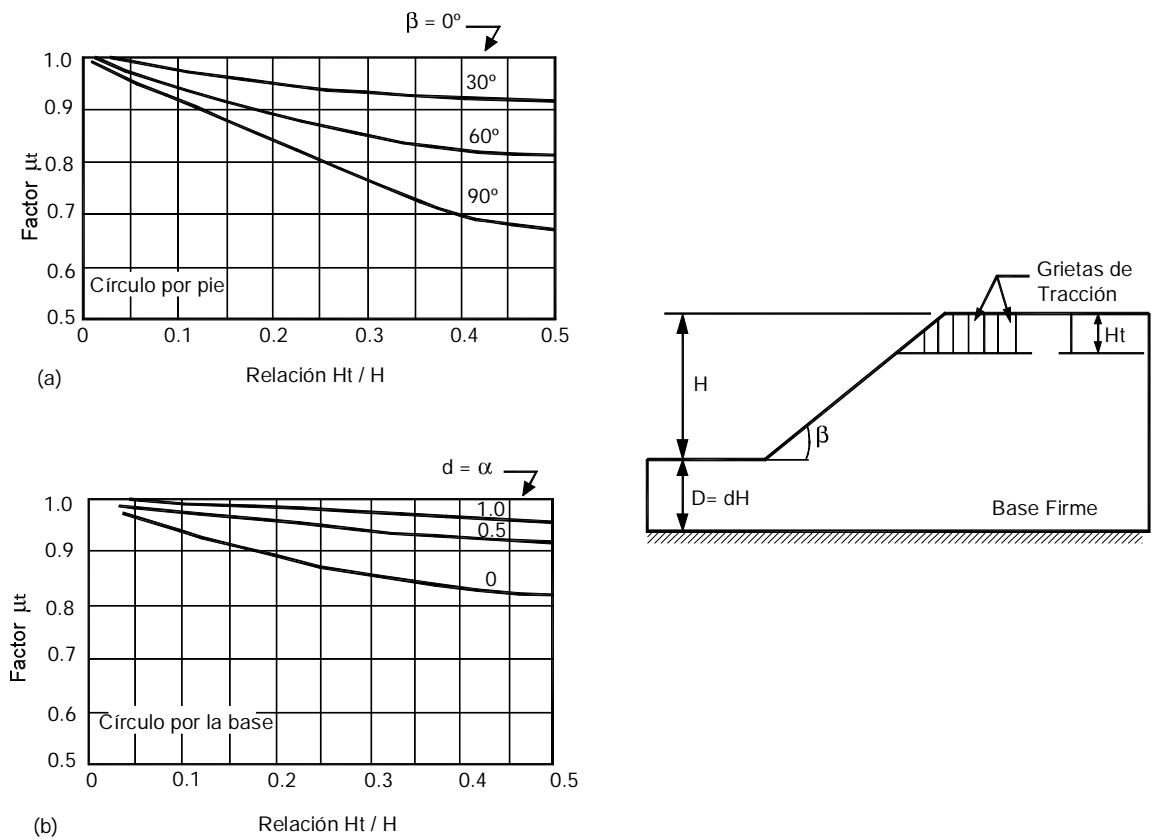 β = 0º
1.0
0.9
0.8
0.7
0.6
0.5
Factor µt
30º
60º
90º
Círculo por pie
0
0.1
0.2
0.3
0.4
0.5
Relación Ht / H
(a)
d = α
1.0
0.9
0.8
0.7
0.6
0.5
Factor µt
1.0
0.5
0
Círculo por la base
0
0.1
0.2
0.3
0.4
0.5
Relación Ht / H
(b)
Grietas de
Tracción
Ht
H
β
D= dH
Base Firme